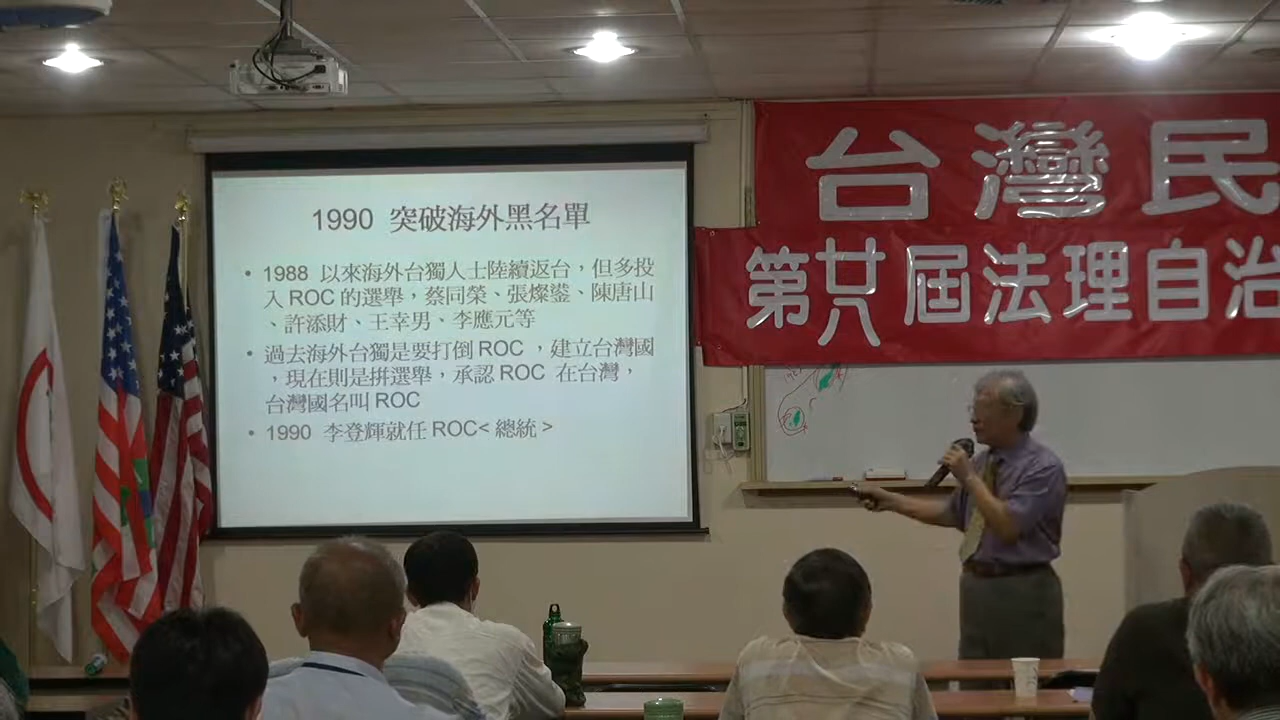 台灣民
第廿八屆法理自治
1990 突破海外黑名單
• 1988 以來海外台獨人士陸續返台，但多投
入 ROC 的選舉，蔡同榮、張燦鍙、陳唐山
、許添財、王幸男、李應元等
• 過去海外台獨是要打倒 ROC ，建立台灣國
，現在則是拚選舉，承認 ROC 在台灣，
台灣國名叫 ROC
• 1990 李登輝就任 ROC< 總統 >